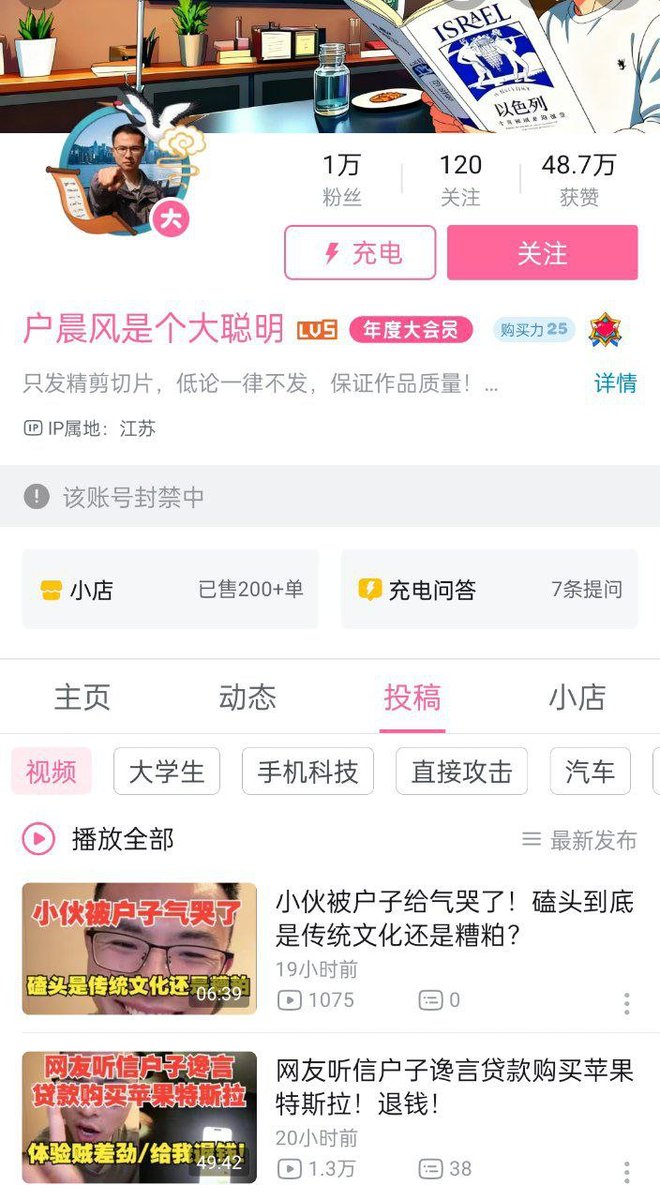 ISRAEL
以色列
1万
120
48.7万
粉丝
关注
获赞
大
充电
关注
户晨风是个大聪明 LV5 年度大会员 购买力 25
只发精剪切片，低论一律不发，保证作品质量！...
详情
IP IP属地：江苏
! 该账号封禁中
小店 已售200+单
充电问答 7条提问
主页 动态 投稿 小店
视频 大学生 手机科技 直接攻击 汽车
播放全部
最新发布
小伙被户子气哭了
磕头是传统文化还是糟粕
06:39
小伙被户子给气哭了！磕头到底
是传统文化还是糟粕？
19小时前
1075 0
网友听信户子谗言
贷款购买苹果特斯拉
体验贼差劲/给我退钱！
49:42
网友听信户子谗言贷款购买苹果
特斯拉！退钱！
20小时前
1.3万 38